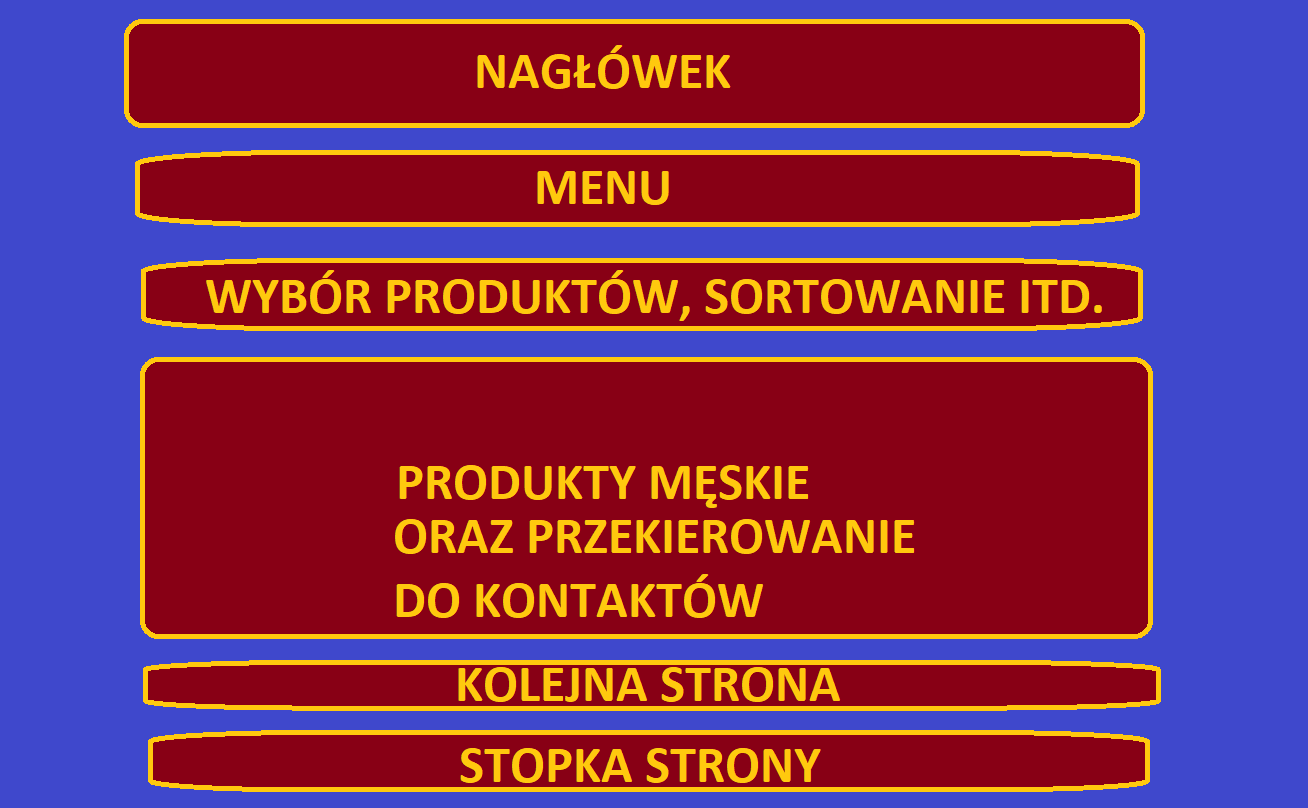 NAGŁÓWEK
MENU
WYBÓR PRODUKTÓW, SORTOWANIE ITD.
PRODUKTY MĘSKIE
ORAZ PRZEKIEROWANIE
DO KONTAKTÓW
KOLEJNA STRONA
STOPKA STRONY